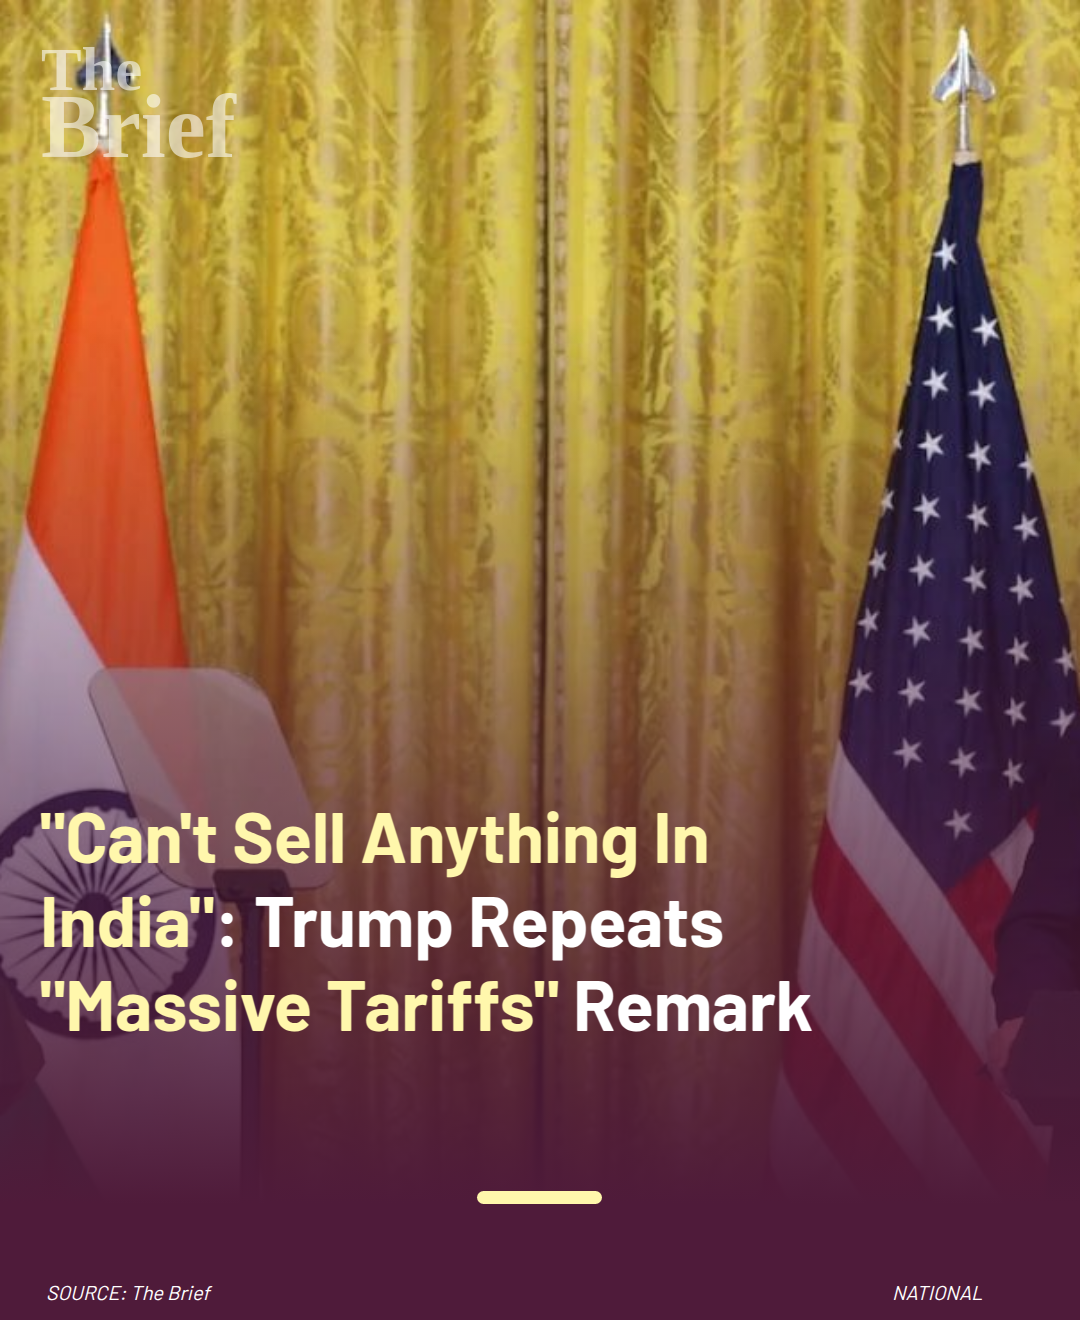 The
Brief
"Can't Sell Anything In
India": Trump Repeats
"Massive Tariffs" Remark
SOURCE: The Brief
NATIONAL